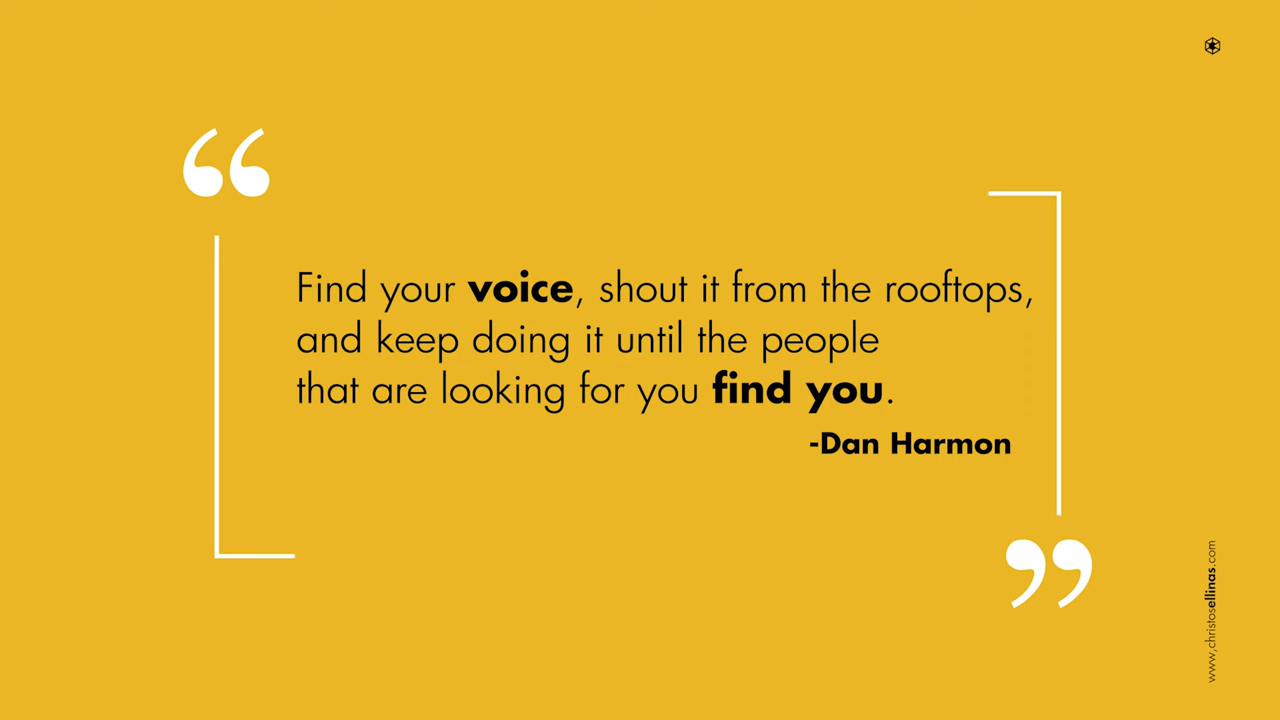 “
Find your voice, shout it from the rooftops,
and keep doing it until the people
that are looking for you find you.
-Dan Harmon
”
www.christosellinas.com